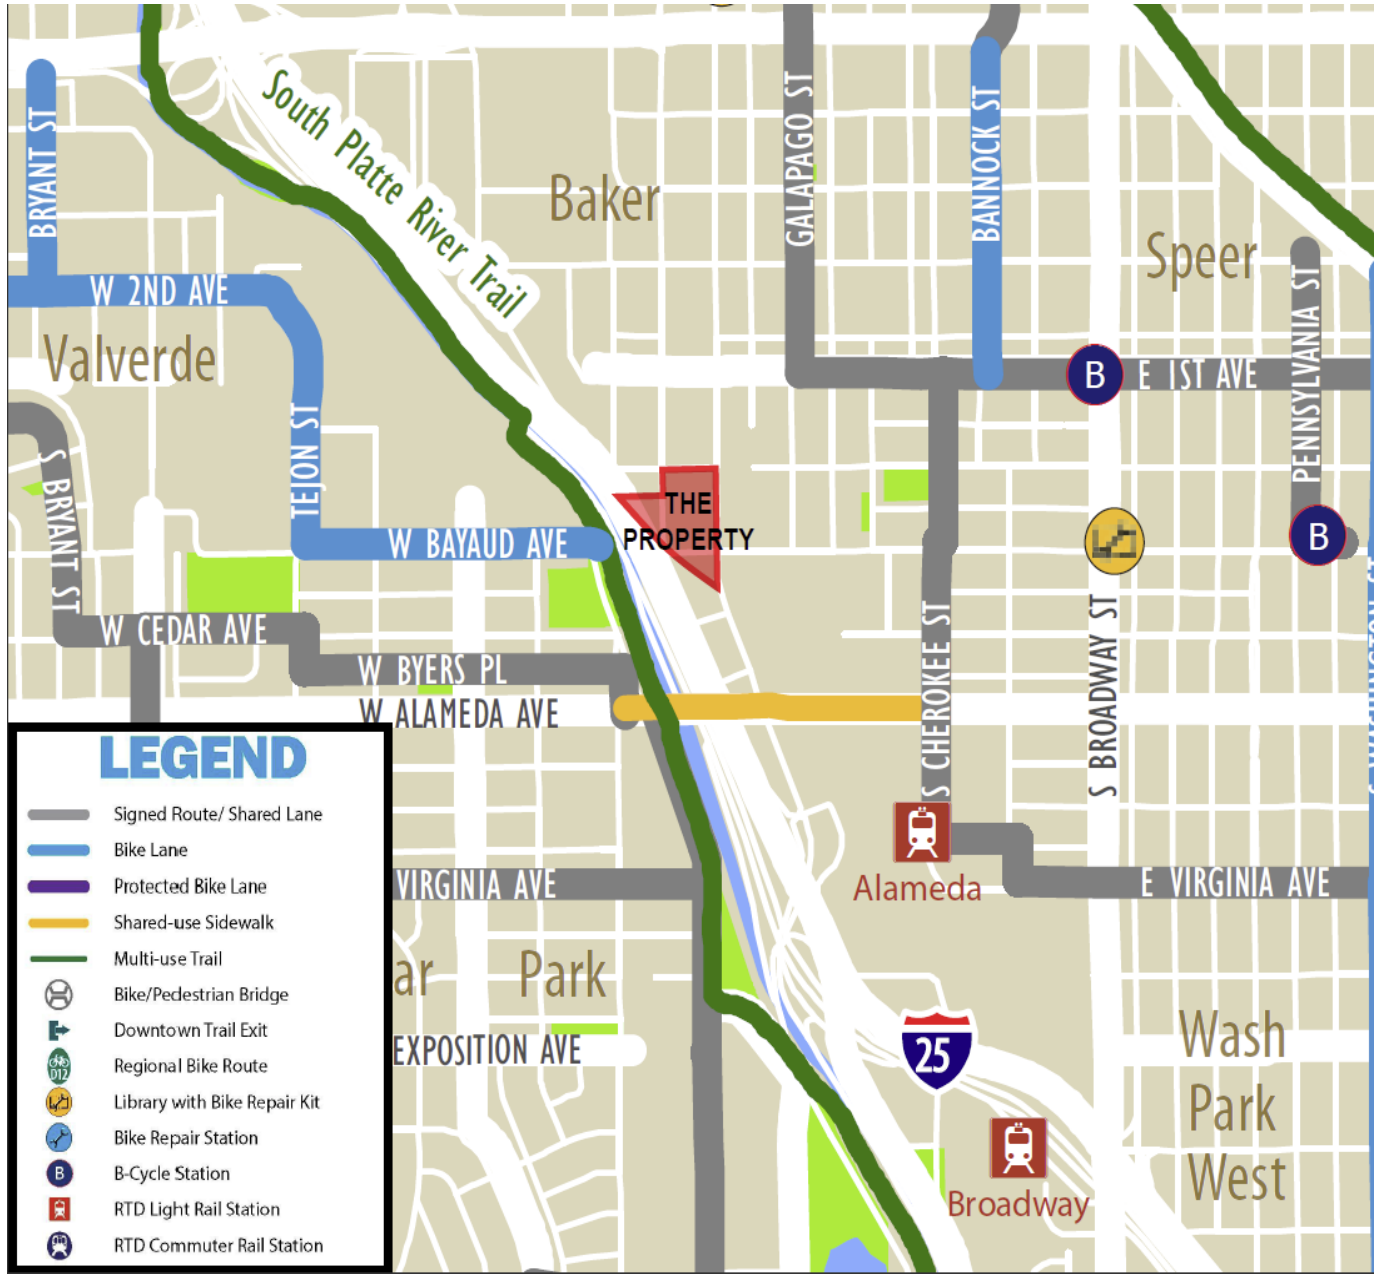 South Platte River Trail
BRYANT ST
GALAPAGO ST
BANNOCK ST
Baker
Speer
W 2ND AVE
Valverde
B
E 1ST AVE
PENNSYLVANIA ST
TEJON ST
S BRYANT ST
THE
PROPERTY
W BAYAUD AVE
B
W CEDAR AVE
S CHEROKEE ST
S BROADWAY ST
W BYERS PL
W ALAMEDA AVE
Alameda
VIRGINIA AVE
E VIRGINIA AVE
ar Park
EXPOSITION AVE
25
Wash
Park
West
Broadway
LEGEND
Signed Route/ Shared Lane
Bike Lane
Protected Bike Lane
Shared-use Sidewalk
Multi-use Trail
Bike/Pedestrian Bridge
Downtown Trail Exit
D12
Regional Bike Route
Library with Bike Repair Kit
Bike Repair Station
B
B-Cycle Station
RTD Light Rail Station
RTD Commuter Rail Station